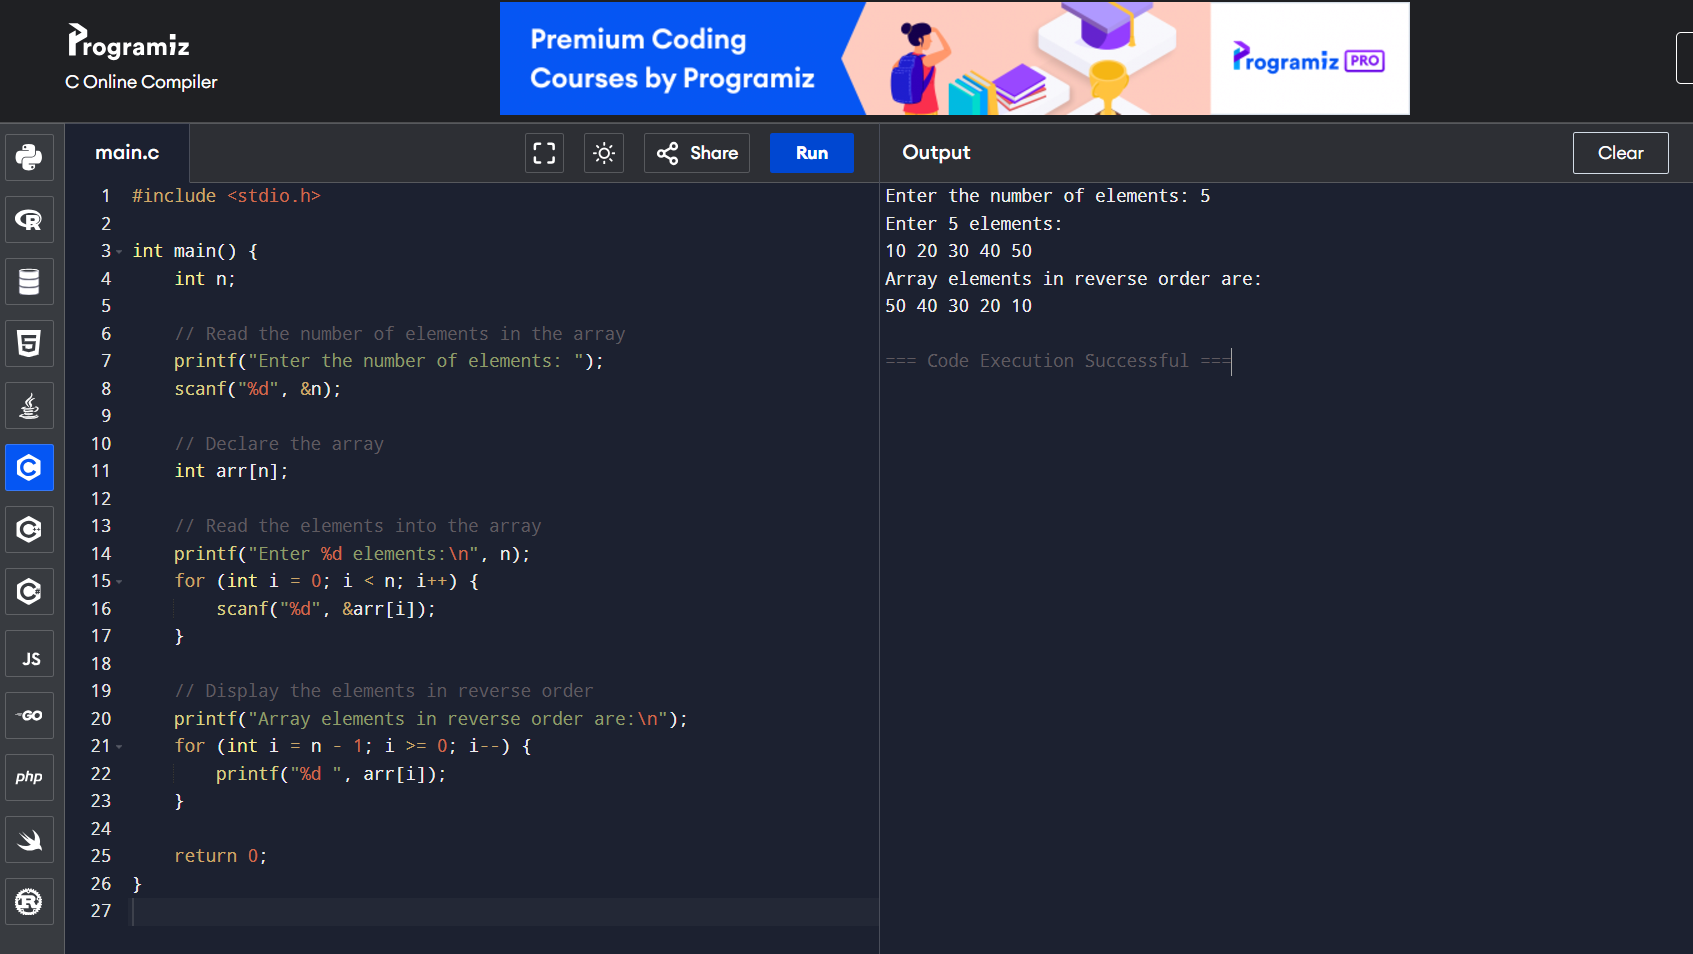 Programiz
C Online Compiler
Premium Coding
Courses by Programiz
Programiz PRO
main.c
Share
Run
Output
Clear
1 #include <stdio.h>
2
3 int main() {
4     int n;
5
6     // Read the number of elements in the array
7     printf("Enter the number of elements: ");
8     scanf("%d", &n);
9
10     // Declare the array
11     int arr[n];
12
13     // Read the elements into the array
14     printf("Enter %d elements:\n", n);
15     for (int i = 0; i < n; i++) {
16         scanf("%d", &arr[i]);
17     }
18
19     // Display the elements in reverse order
20     printf("Array elements in reverse order are:\n");
21     for (int i = n - 1; i >= 0; i--) {
22         printf("%d ", arr[i]);
23     }
24
25     return 0;
26 }
27
Enter the number of elements: 5
Enter 5 elements:
10 20 30 40 50
Array elements in reverse order are:
50 40 30 20 10
=== Code Execution Successful ===
R
5
C
C
C
JS
GO
php
R